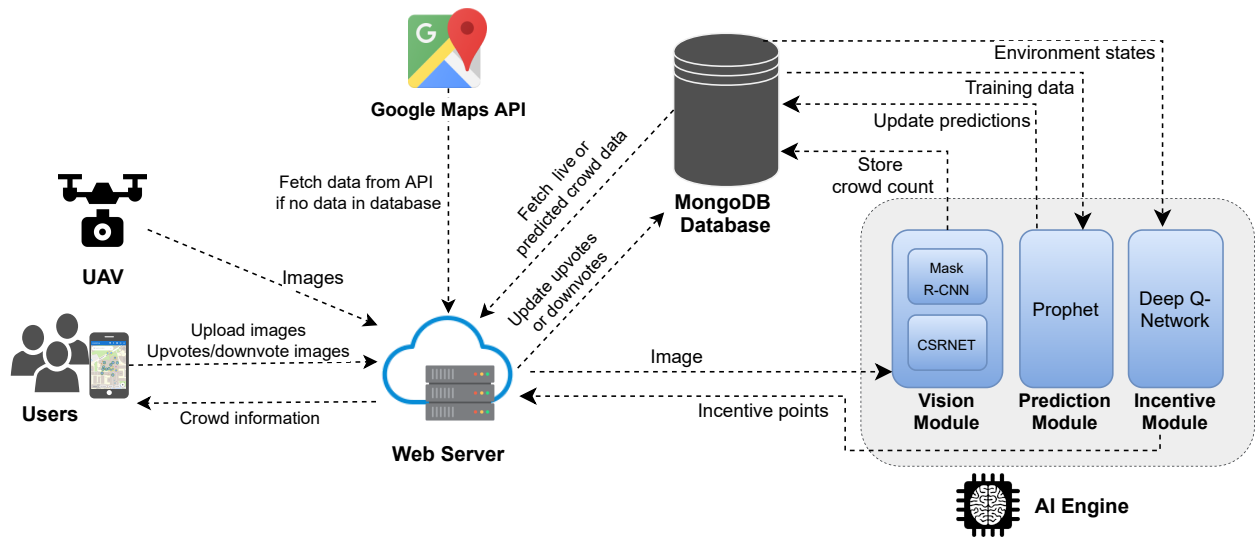 G
Google Maps API
Environment states
Training data
Update predictions
Store
crowd count
MongoDB
Database
Fetch live or
predicted crowd data
Fetch data from API
if no data in database
UAV
Images
Update upvotes
or downvotes
Upload images
Upvotes/downvote images
Users
Crowd information
Web Server
Image
Incentive points
Mask
R-CNN
CSRNET
Prophet
Deep Q-
Network
Vision
Module
Prediction
Module
Incentive
Module
AI Engine